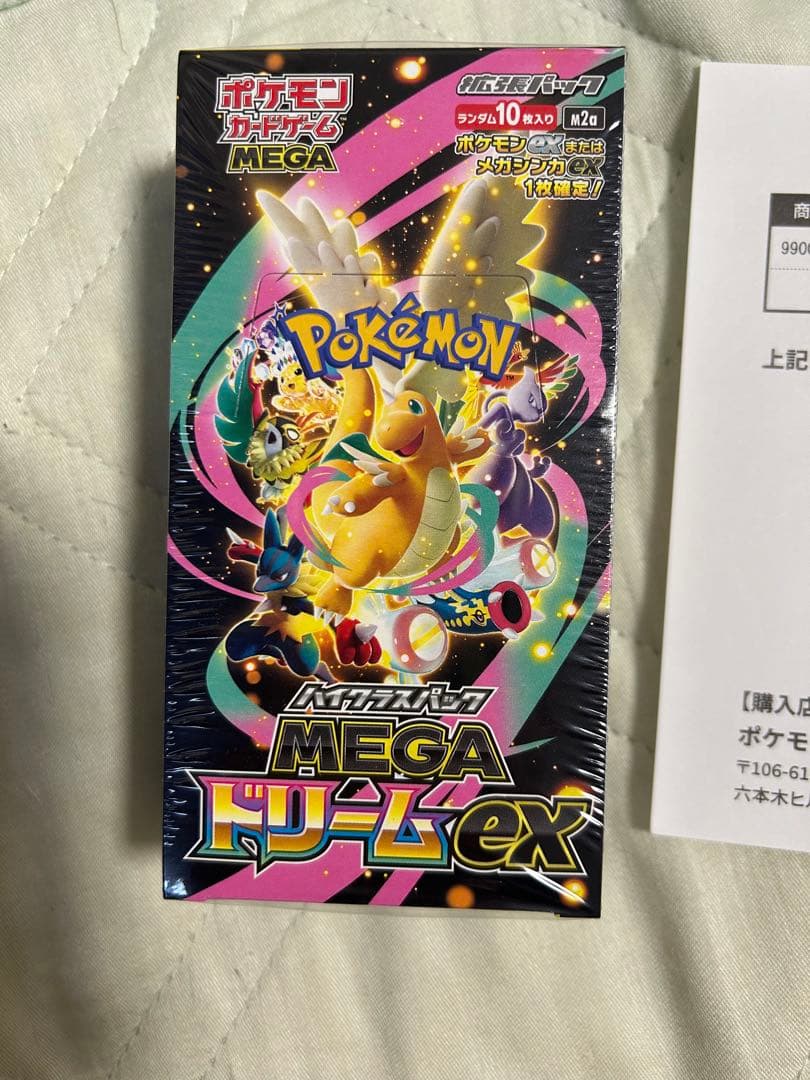 ポケモン
カードゲーム
MEGA
拡張パック
ランダム10枚入り
M2a
ポケモンexまたは
メガシンカex
1枚確定!
POKÉMON
TM
ハイクラスパック
MEGA
ドリームex
商
990
上記
【購入店
ポケモ
〒106-61
六本木ヒル